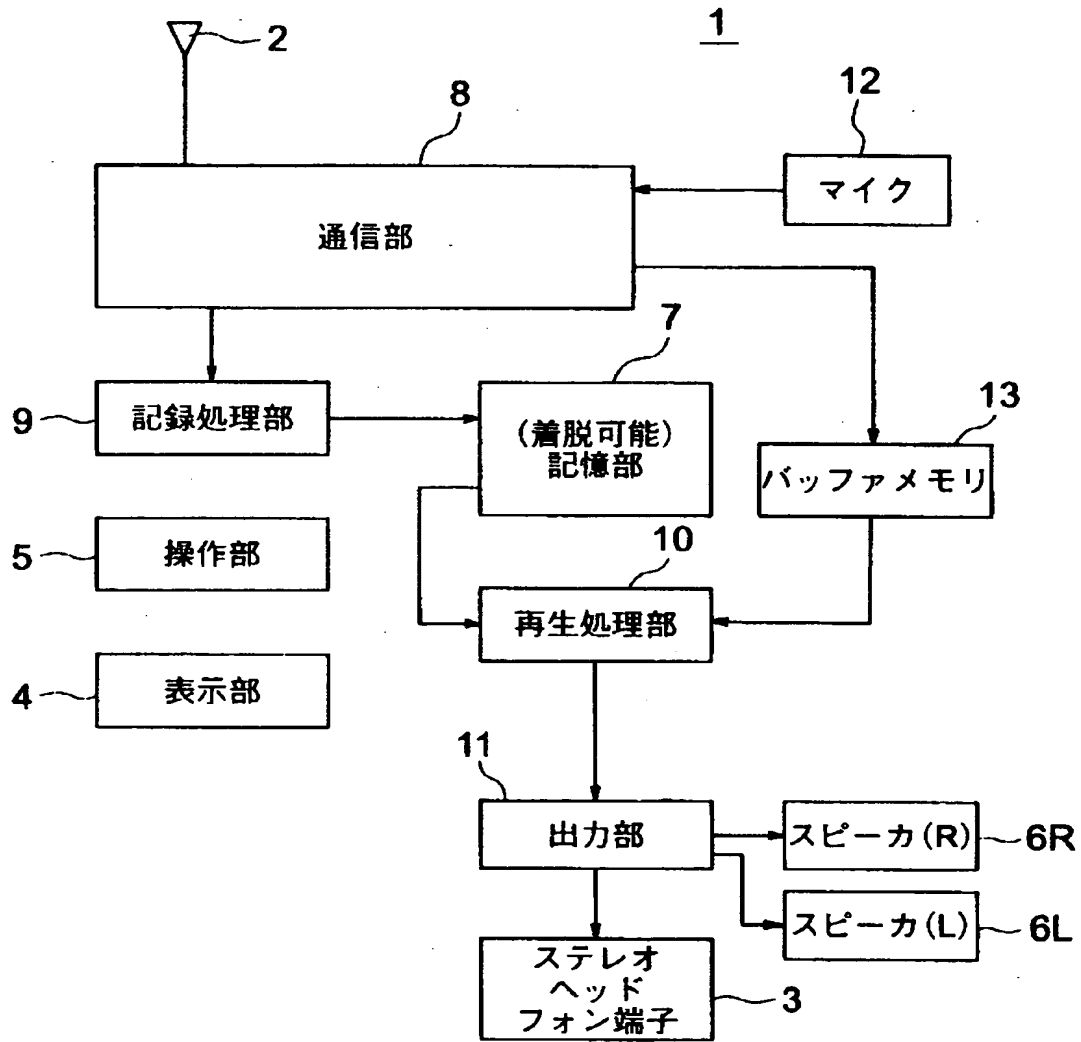 1
2
8
12
マイク
通信部
7
9
記録処理部
(着脱可能)
記憶部
13
バッファメモリ
5
操作部
10
再生処理部
4
表示部
11
出力部
スピーカ(R)
6R
スピーカ(L)
6L
ステレオ
ヘッド
フォン端子
3